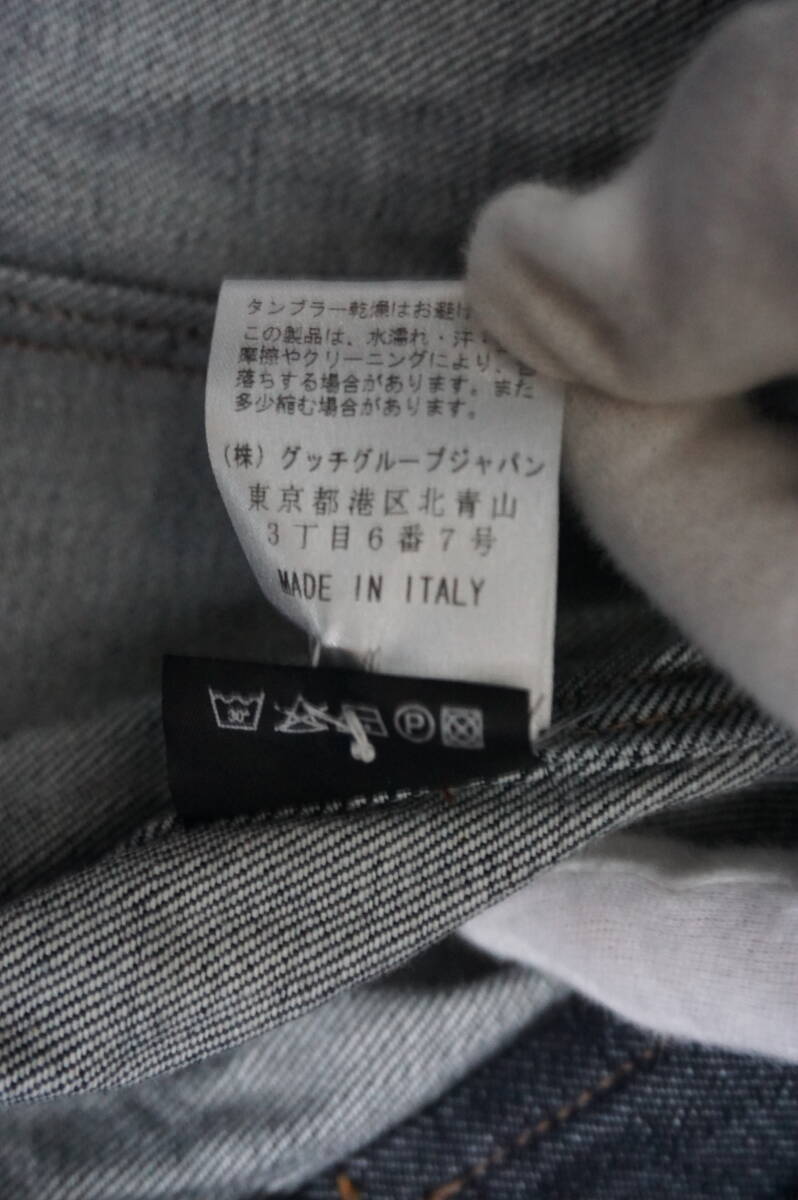 タンブラー乾燥はお避け
この製品は、水濡れ・汗・
摩擦やクリーニングにより、
落ちする場合があります。また
多少縮む場合があります。
(株) グッチグループジャパン
東京都港区北青山
3丁目6番7号
MADE IN ITALY
30°
P